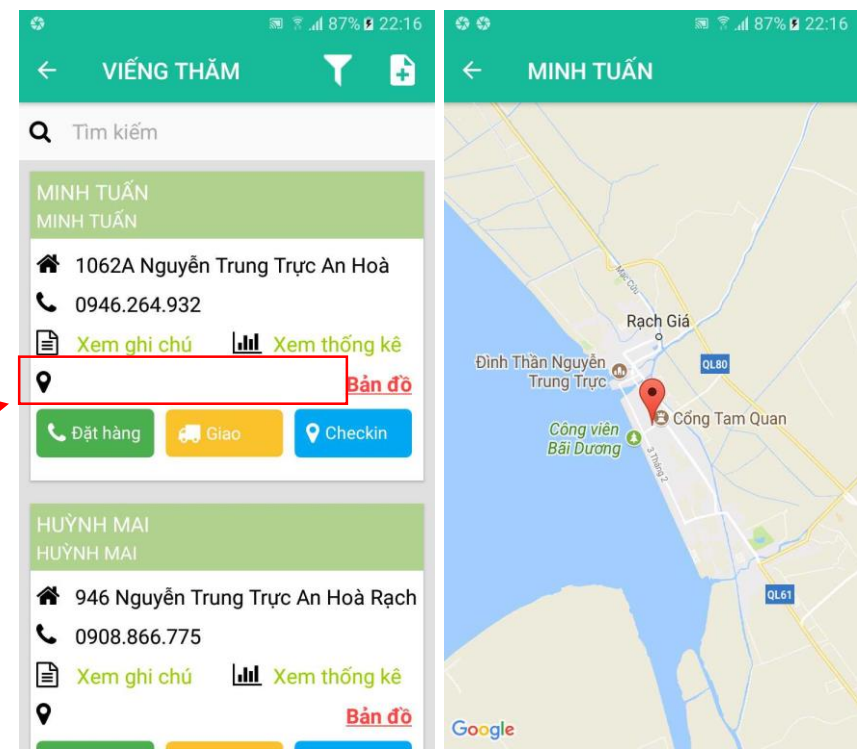 87% 22:16
VIẾNG THĂM
Tìm kiếm
MINH TUẤN
MINH TUẤN
1062A Nguyễn Trung Trực An Hoà
0946.264.932
Xem ghi chú Xem thống kê
Bản đồ
Đặt hàng Giao Checkin
HUỲNH MAI
HUỲNH MAI
946 Nguyễn Trung Trực An Hoà Rạch
0908.866.775
Xem ghi chú Xem thống kê
Bản đồ
87% 22:16
MINH TUẤN
Mạc Cửu
Rạch Giá
Đình Thần Nguyễn
Trung Trực
QL80
Cổng Tam Quan
Công viên
Bãi Dương
3 Tháng 2
QL61
Google